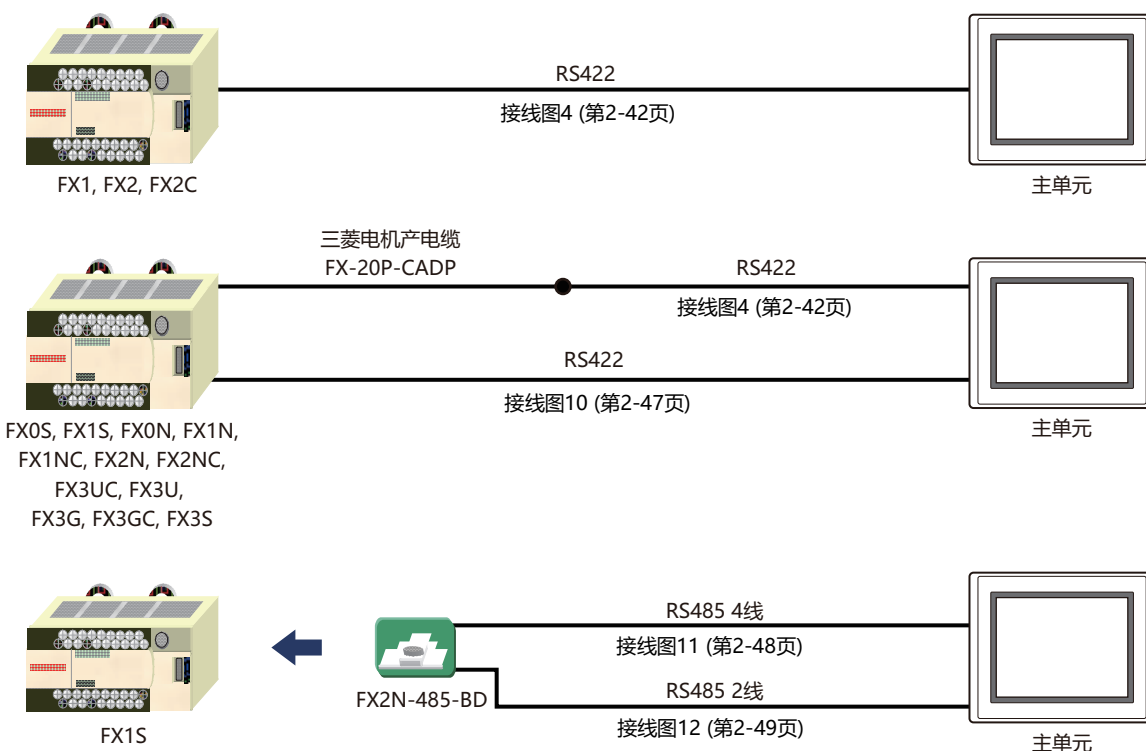 RS422
接线图4 (第2-42页)
FX1, FX2, FX2C
主单元
三菱电机产电缆
FX-20P-CADP
RS422
接线图4 (第2-42页)
RS422
接线图10 (第2-47页)
FX0S, FX1S, FX0N, FX1N,
FX1NC, FX2N, FX2NC,
FX3UC, FX3U,
FX3G, FX3GC, FX3S
主单元
RS485 4线
接线图11 (第2-48页)
FX2N-485-BD
RS485 2线
接线图12 (第2-49页)
FX1S
主单元